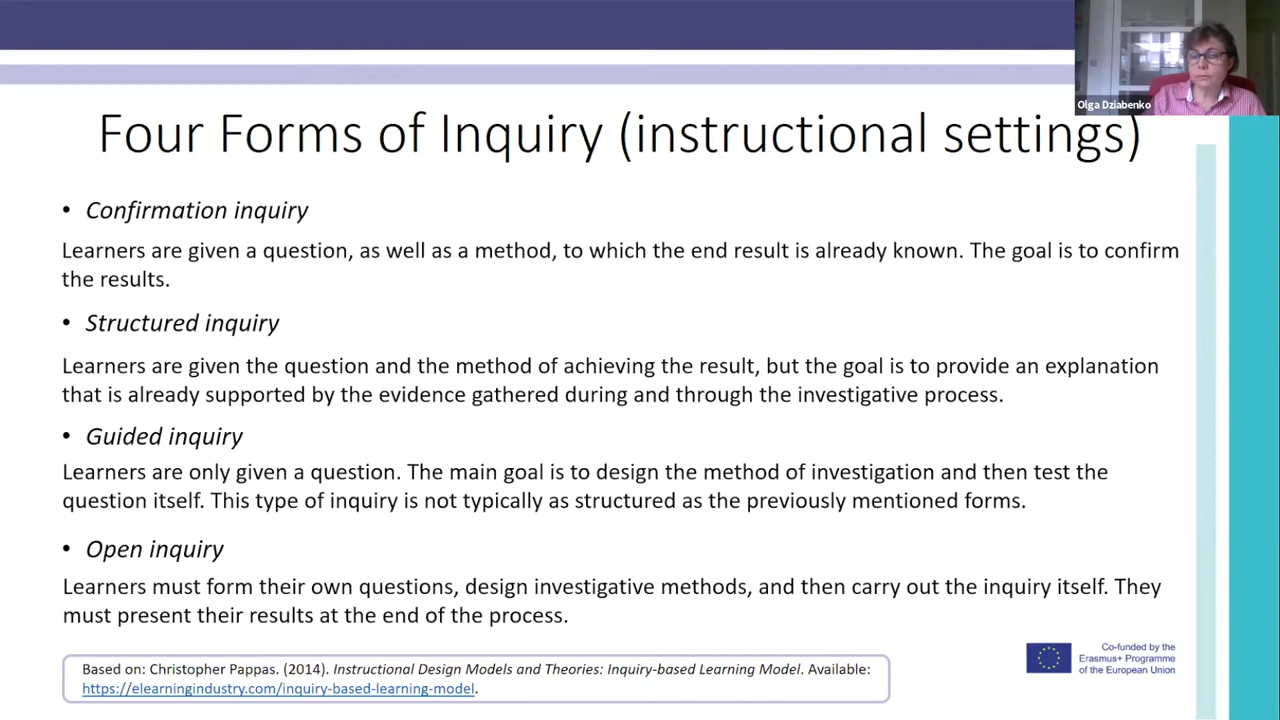 Olga Dziabenko
Four Forms of Inquiry (instructional settings)
• Confirmation inquiry
Learners are given a question, as well as a method, to which the end result is already known. The goal is to confirm
the results.
• Structured inquiry
Learners are given the question and the method of achieving the result, but the goal is to provide an explanation
that is already supported by the evidence gathered during and through the investigative process.
• Guided inquiry
Learners are only given a question. The main goal is to design the method of investigation and then test the
question itself. This type of inquiry is not typically as structured as the previously mentioned forms.
• Open inquiry
Learners must form their own questions, design investigative methods, and then carry out the inquiry itself. They
must present their results at the end of the process.
Based on: Christopher Pappas. (2014). Instructional Design Models and Theories: Inquiry-based Learning Model. Available:
https://elearningindustry.com/inquiry-based-learning-model.
Co-funded by the
Erasmus+ Programme
of the European Union